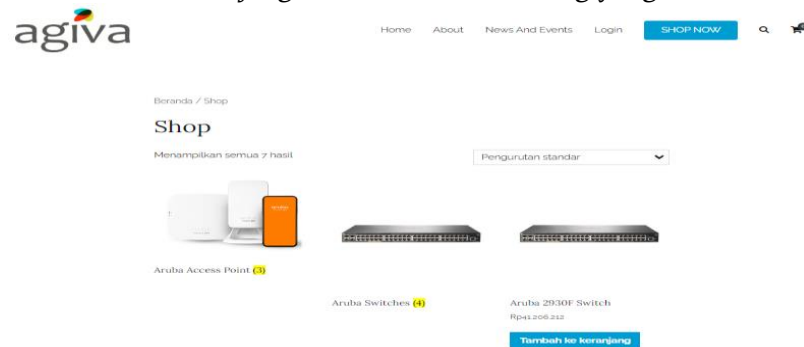 agiva
Home About News And Events Login SHOP NOW
Beranda / Shop
Shop
Menampilkan semua 7 hasil
Pengurutan standar
Aruba Access Point (3)
Aruba Switches (4)
Aruba 2930F Switch
Rp41.206.212
Tambah ke keranjang